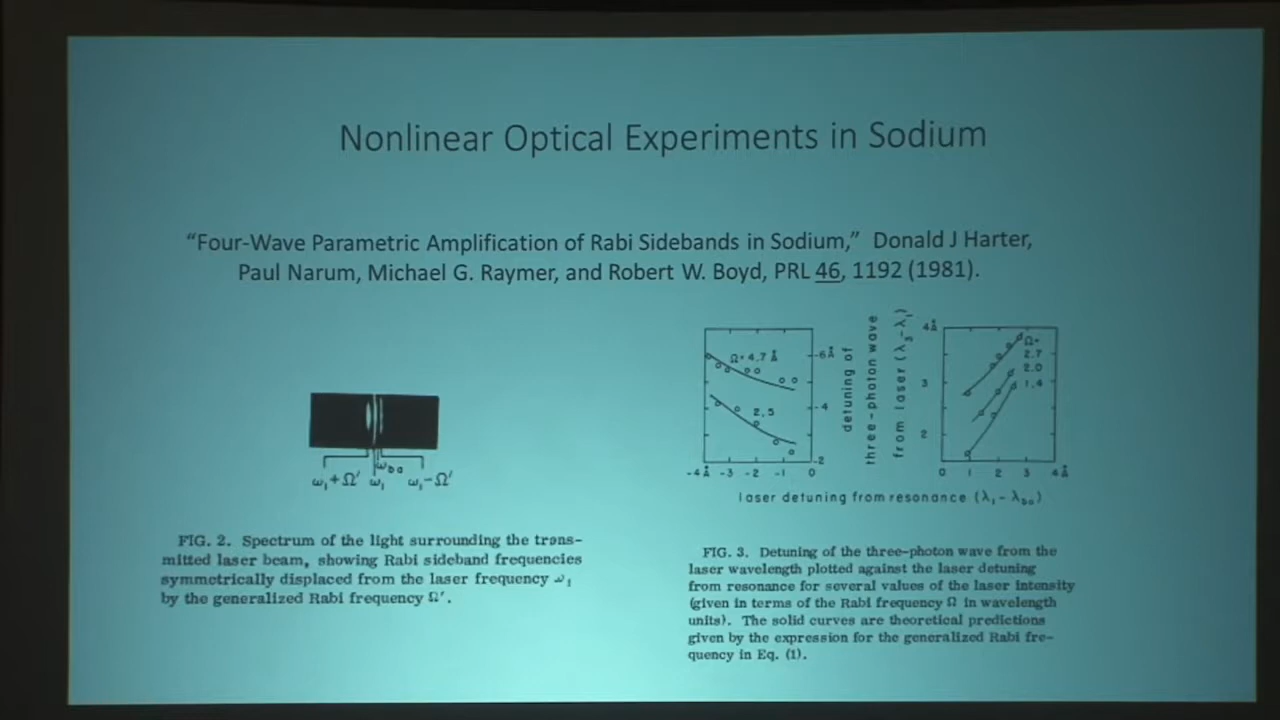 Nonlinear Optical Experiments in Sodium
“Four-Wave Parametric Amplification of Rabi Sidebands in Sodium,” Donald J Harter,
Paul Narum, Michael G. Raymer, and Robert W. Boyd, PRL 46, 1192 (1981).
ω₁+Ω′ ω₁ ω_ba ω₁-Ω′
FIG. 2. Spectrum of the light surrounding the trans-
mitted laser beam, showing Rabi sideband frequencies
symmetrically displaced from the laser frequency ω₁
by the generalized Rabi frequency Ω′.
Ω=4.7 Å
2.5
6Å
4
2
-4Å -3 -2 -1 0
detuning of
three-photon wave
from laser (λ₃-λ₁)
4Å
3
2
Ω=
2.7
2.0
1.4
0 1 2 3 4Å
laser detuning from resonance (λ₁-λ_ba)
FIG. 3. Detuning of the three-photon wave from the
laser wavelength plotted against the laser detuning
from resonance for several values of the laser intensity
(given in terms of the Rabi frequency Ω in wavelength
units). The solid curves are theoretical predictions
given by the expression for the generalized Rabi fre-
quency in Eq. (1).